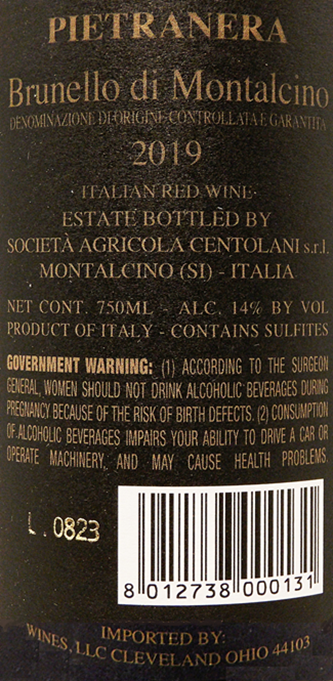 PIETRANERA
Brunello di Montalcino
DENOMINAZIONE DI ORIGINE CONTROLLATA E GARANTITA
2019
· ITALIAN RED WINE ·
ESTATE BOTTLED BY
SOCIETÀ AGRICOLA CENTOLANI s.r.l.
MONTALCINO (SI) - ITALIA
NET CONT. 750ML - ALC. 14% BY VOL
PRODUCT OF ITALY - CONTAINS SULFITES
GOVERNMENT WARNING: (1) ACCORDING TO THE SURGEON
GENERAL, WOMEN SHOULD NOT DRINK ALCOHOLIC BEVERAGES DURING
PREGNANCY BECAUSE OF THE RISK OF BIRTH DEFECTS. (2) CONSUMPTION
OF ALCOHOLIC BEVERAGES IMPAIRS YOUR ABILITY TO DRIVE A CAR OR
OPERATE MACHINERY, AND MAY CAUSE HEALTH PROBLEMS.
L. 0823
8 012738 000131
IMPORTED BY:
WINES, LLC CLEVELAND OHIO 44103